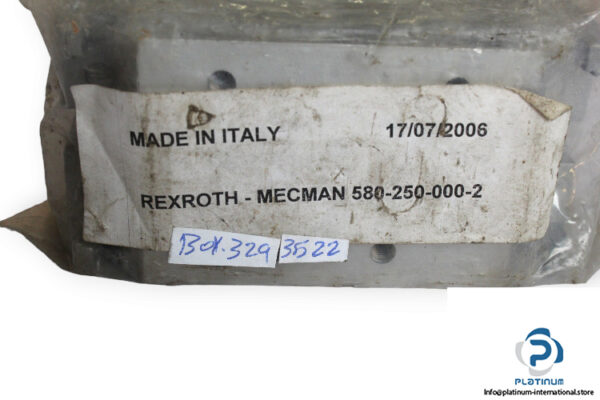 MADE IN ITALY 17/07/2006
REXROTH - MECMAN 580-250-000-2
BOX.329 3522
PLATINUM
Info@platinum-international.store